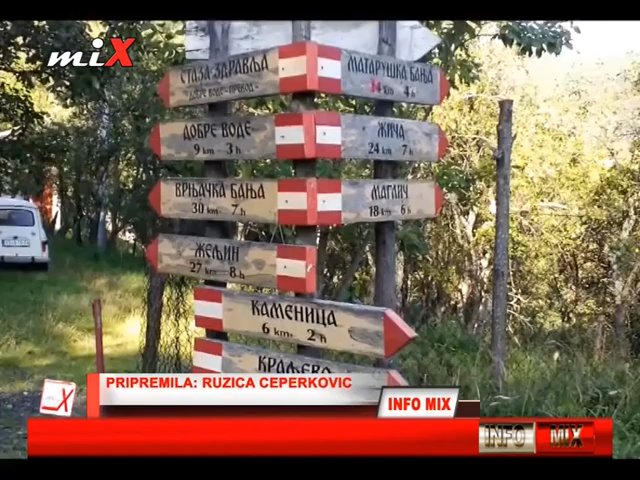 miX
СТАЗА ЗДРАВЉА
МАТАРУШКА БАЊА
4 h
ДОБРЕ ВОДЕ
9 km - 3 h
ЖИЧА
24 km - 7 h
ВРЊАЧКА БАЊА
30 km - 7 h
МАГЛИЧ
18 km - 6 h
ЖЕЉИН
27 km - 8 h
КАМЕНИЦА
6 km - 2 h
КРАЉЕВО
PRIPREMILA: RUZICA CEPERKOVIC
miX
INFO MIX
INFO MIX